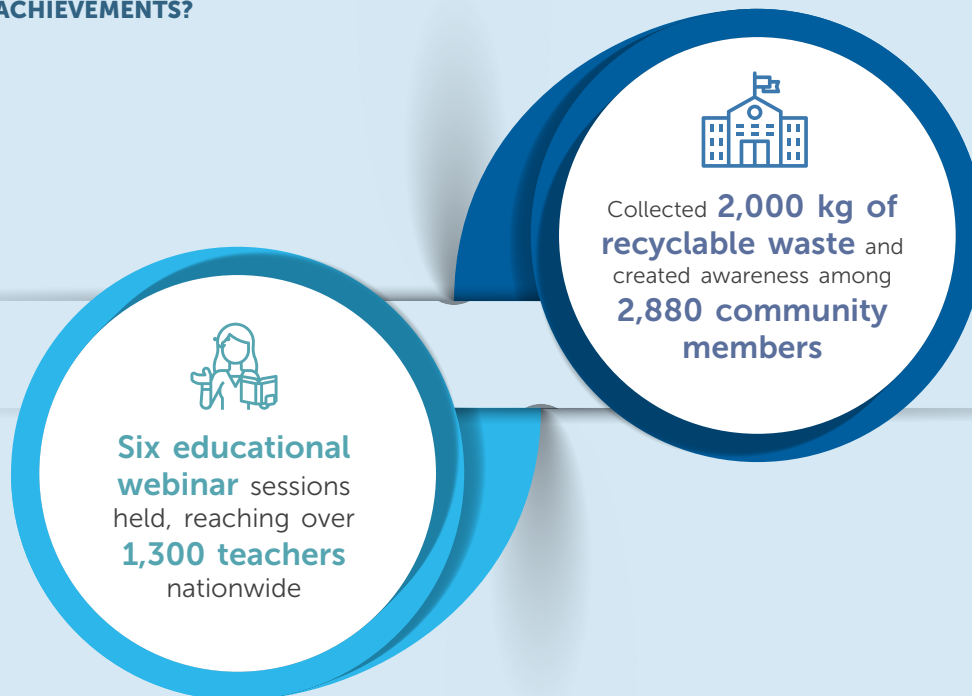 ACHIEVEMENTS?
Collected 2,000 kg of
recyclable waste and
created awareness among
2,880 community
members
Six educational
webinar sessions
held, reaching over
1,300 teachers
nationwide